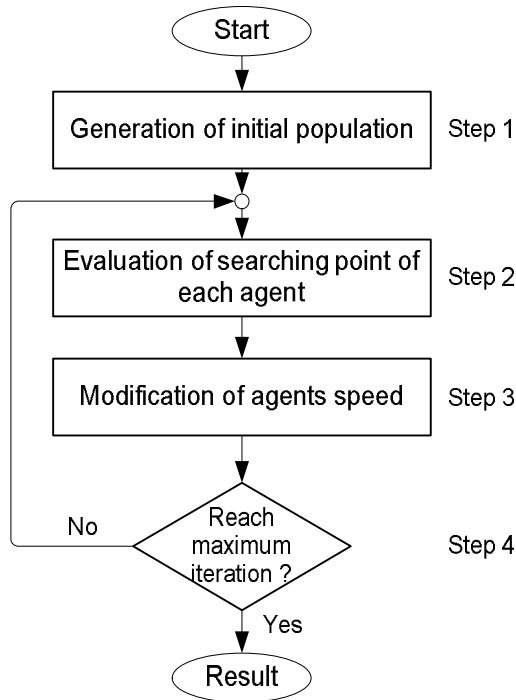 Start
Generation of initial population
Step 1
Evaluation of searching point of
each agent
Step 2
Modification of agents speed
Step 3
Reach
maximum
iteration ?
Step 4
No
Yes
Result